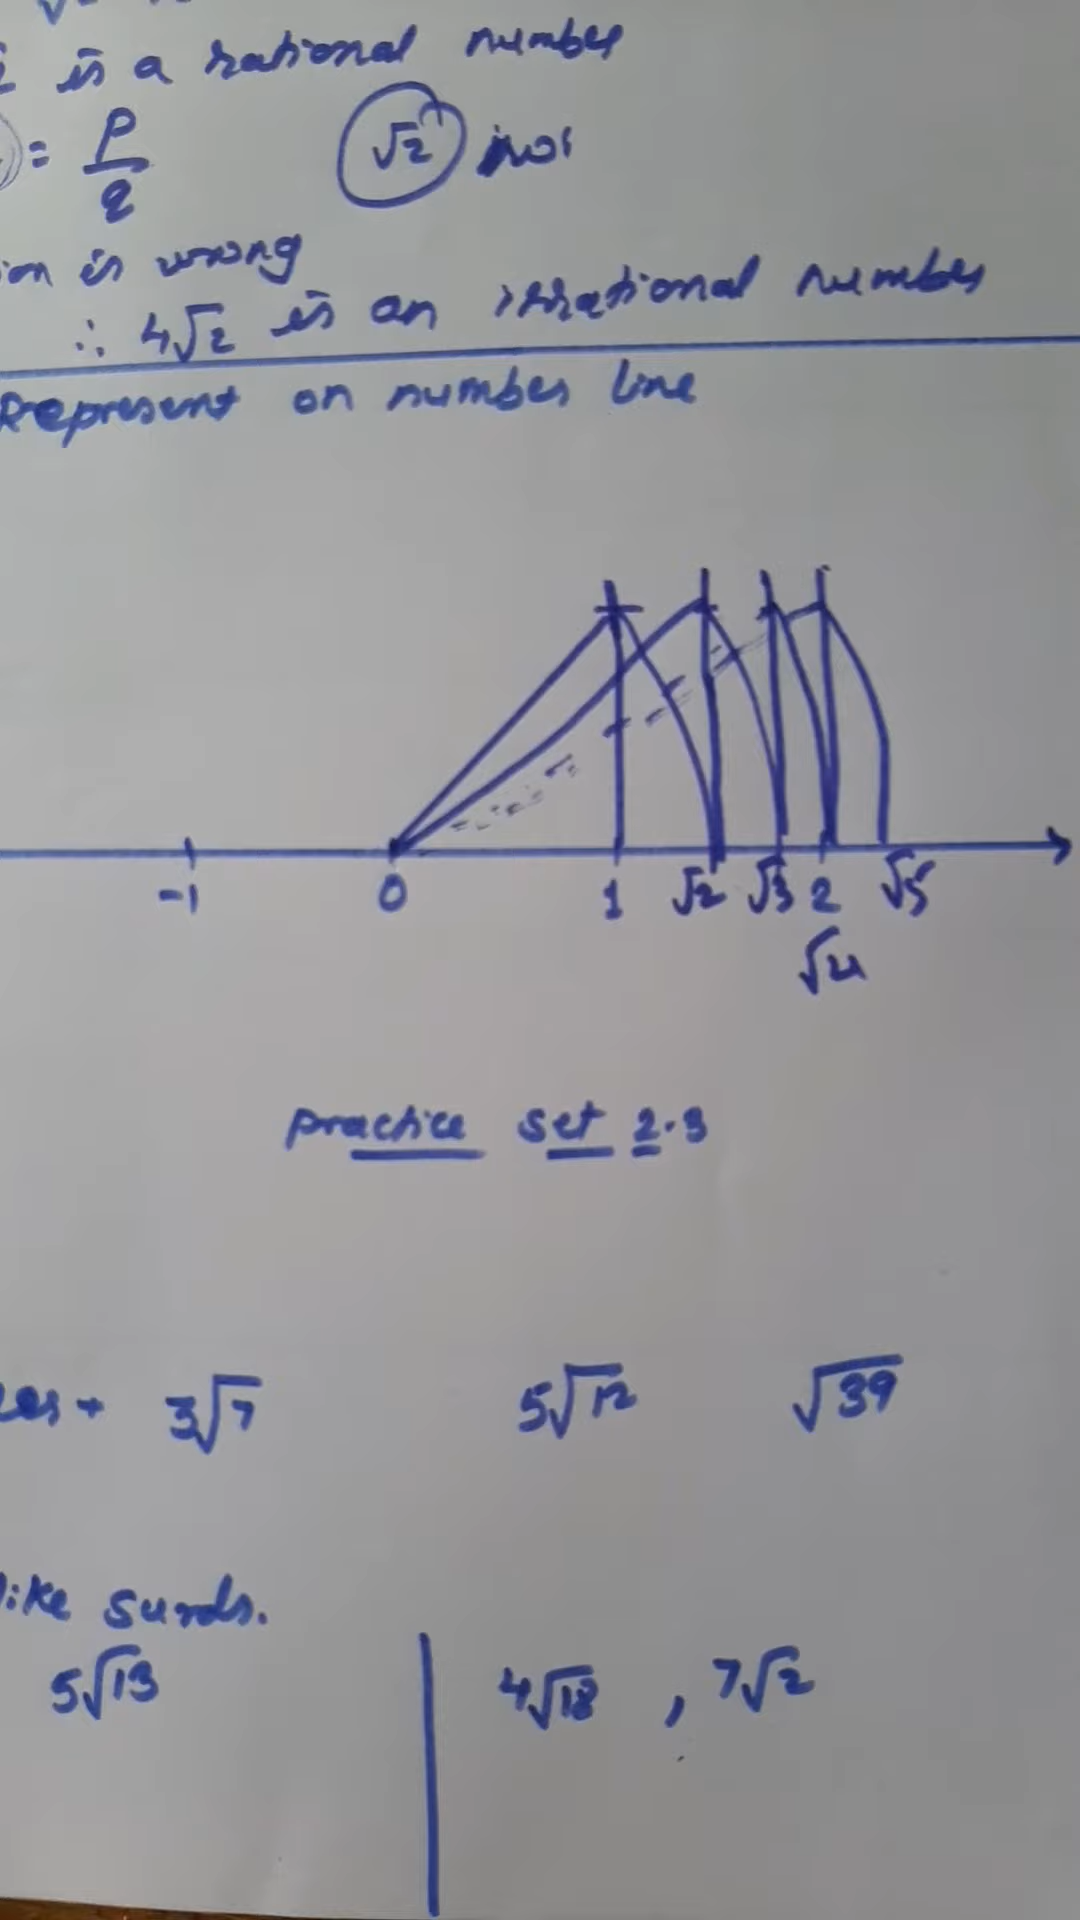 is a rational number
= p/q √2 not
is wrong
∴ 4√2 is an irrational number
Represent on number line
-1 0 1 √2 √3 2 √5
√4
Practice Set 2.3
3√7 5√12 √39
like surds.
5√13 4√18 , 7√2